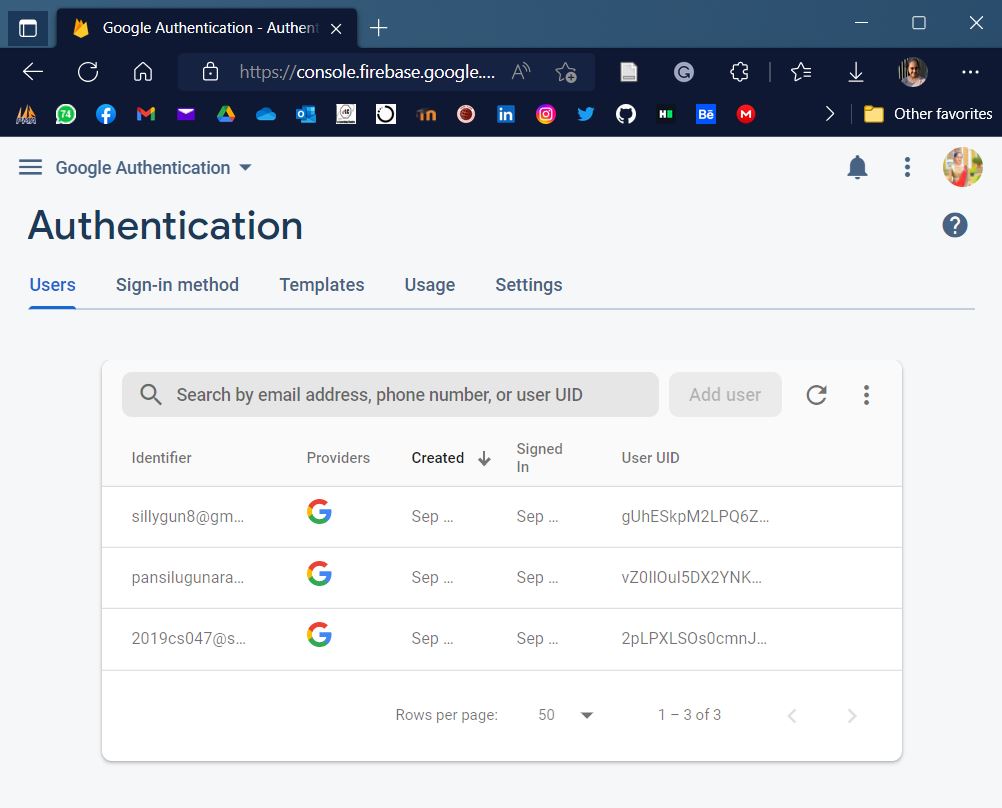 Google Authentication - Authent
https://console.firebase.google....
74
in
Bē
M
Other favorites
Google Authentication
Authentication
Users Sign-in method Templates Usage Settings
Search by email address, phone number, or user UID
Add user
Identifier Providers Created Signed In User UID
sillygun8@gm... Sep ... Sep ... gUhESkpM2LPQ6Z...
pansilugunara... Sep ... Sep ... vZ0IlOul5DX2YNK...
2019cs047@s... Sep ... Sep ... 2pLPXLSOs0cmnJ...
Rows per page: 50 1 – 3 of 3